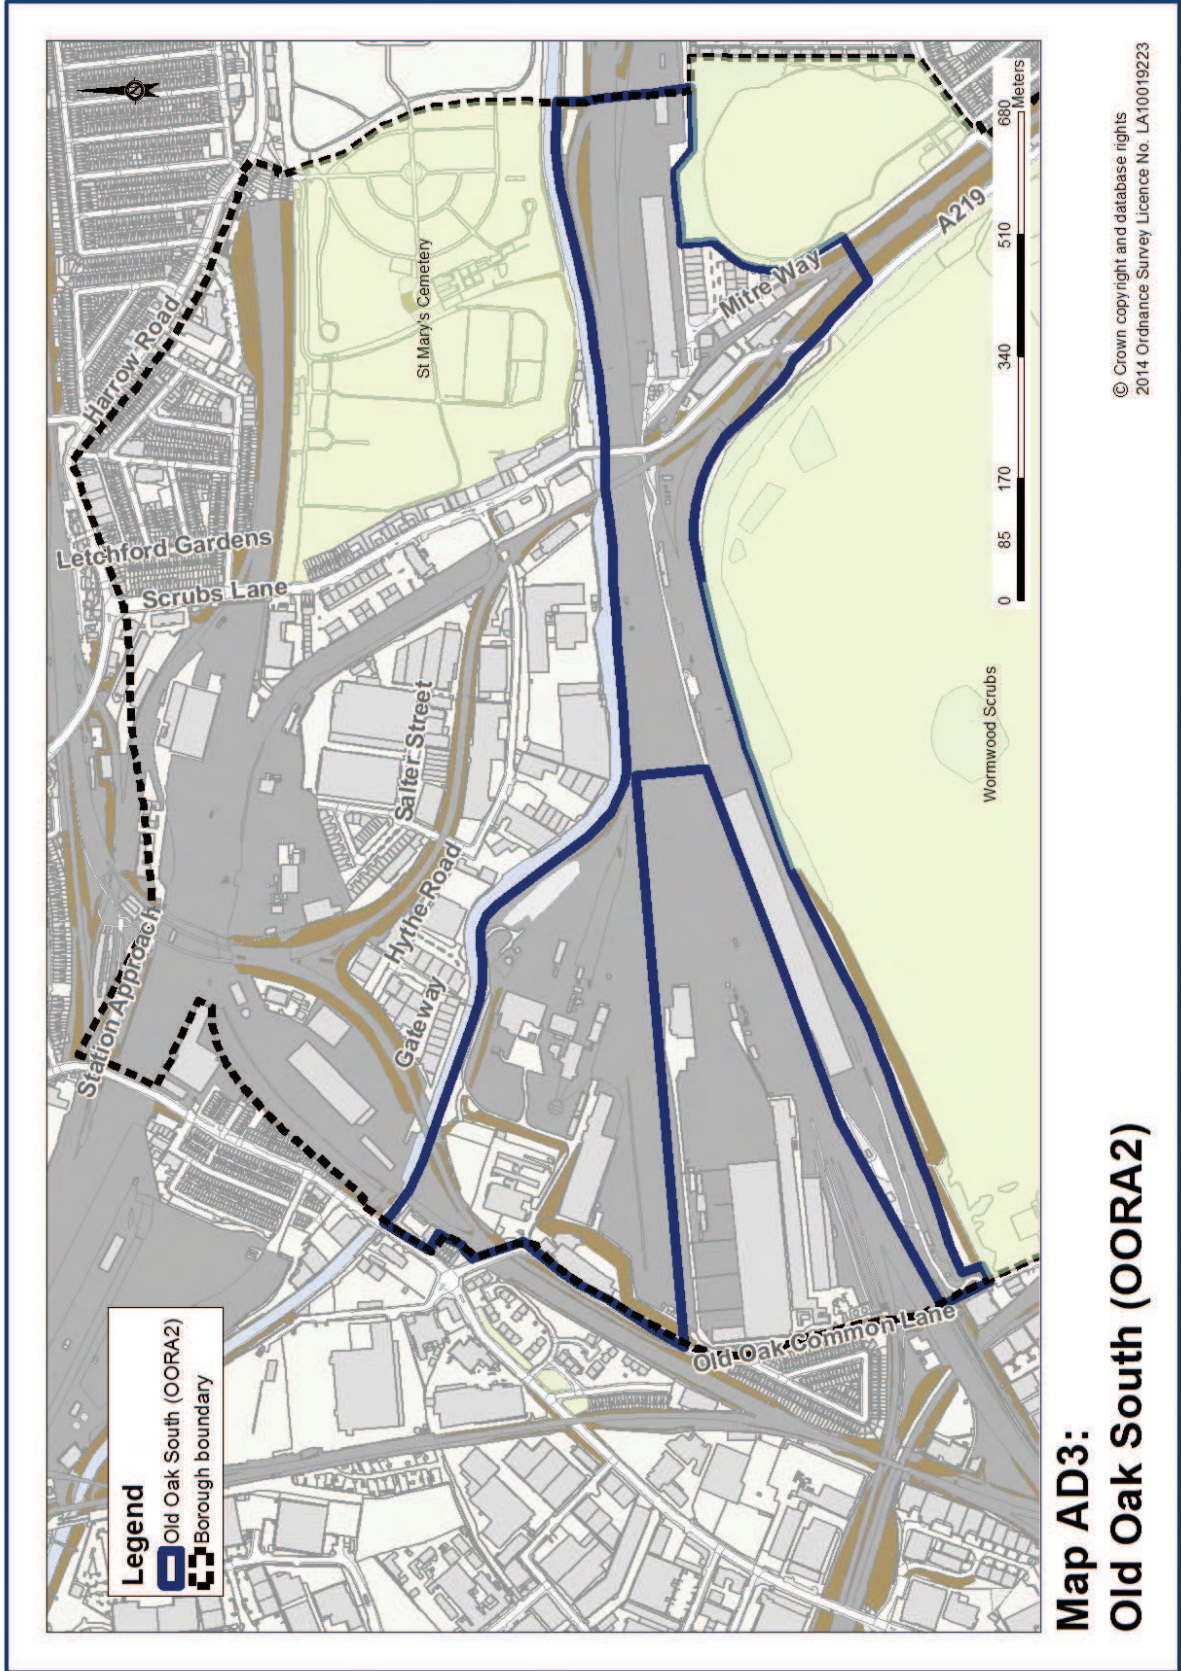 Legend
Old Oak South (OORA2)
Borough boundary
Station Approach
Letchford Gardens
Harrow Road
N
Scrubs Lane
St Mary's Cemetery
Salter Street
Hythe Road
Gateway
Mitre Way
A219
Old Oak Common Lane
Wormwood Scrubs
0 85 170 340 510 680
Meters
Map AD3:
Old Oak South (OORA2)
© Crown copyright and database rights
2014 Ordnance Survey Licence No. LA10019223